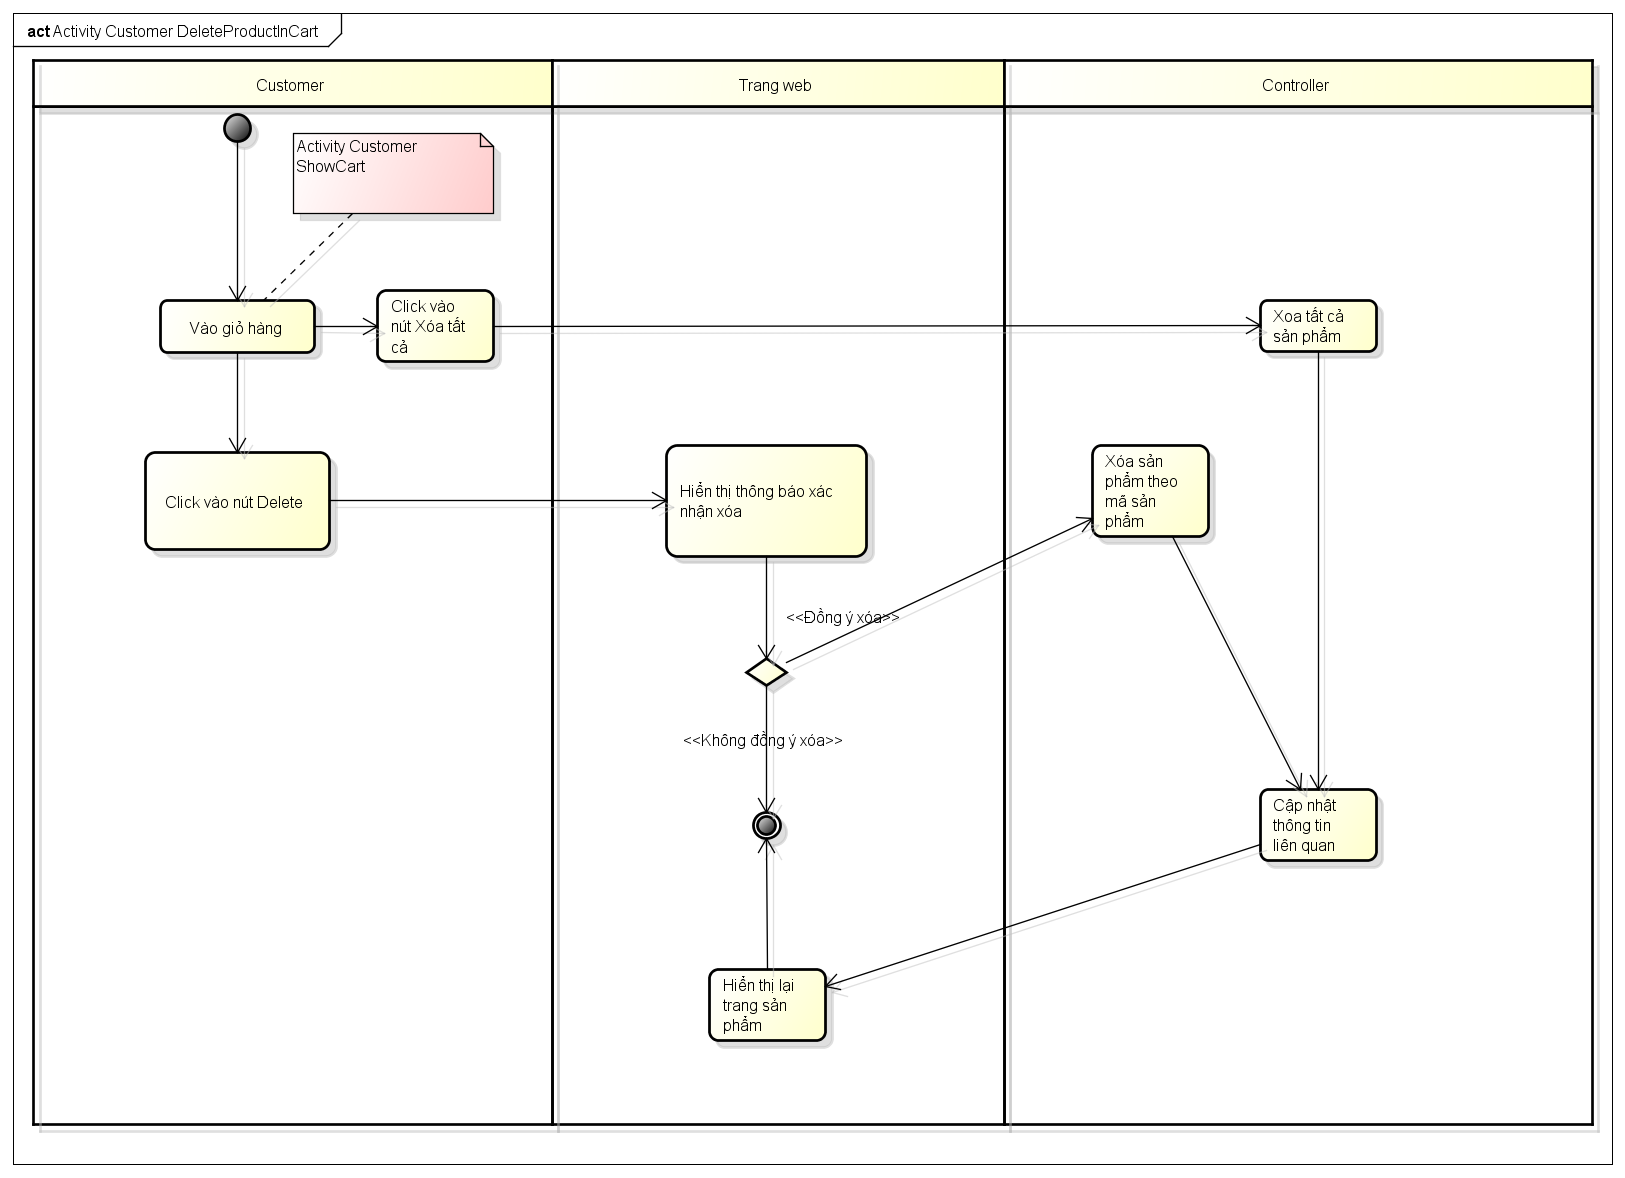 act Activity Customer DeleteProductInCart
Customer
Trang web
Controller
Activity Customer
ShowCart
Vào giỏ hàng
Click vào
nút Xóa tất
cả
Xoa tất cả
sản phẩm
Click vào nút Delete
Hiển thị thông báo xác
nhận xóa
Xóa sản
phẩm theo
mã sản
phẩm
<<Đồng ý xóa>>
<<Không đồng ý xóa>>
Cập nhật
thông tin
liên quan
Hiển thị lại
trang sản
phẩm